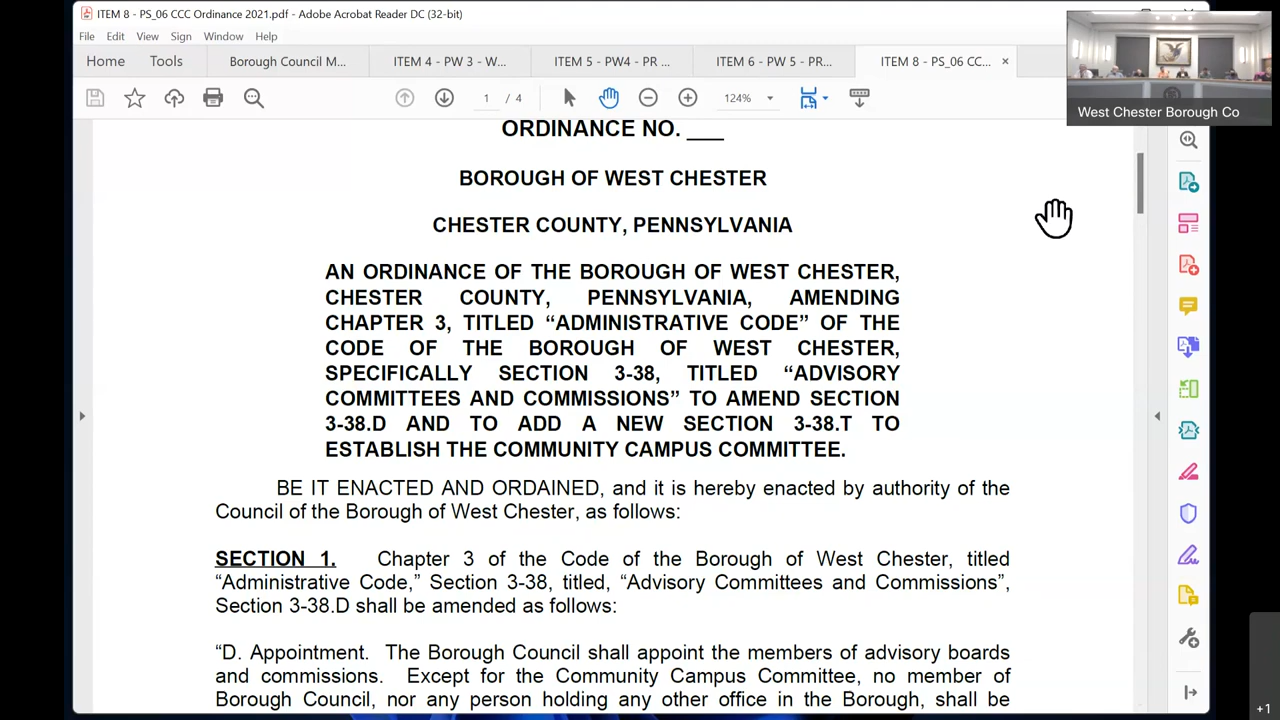 ITEM 8 - PS_06 CCC Ordinance 2021.pdf - Adobe Acrobat Reader DC (32-bit)
File Edit View Sign Window Help
Home Tools Borough Council M... ITEM 4 - PW 3 - W... ITEM 5 - PW4 - PR ... ITEM 6 - PW 5 - PR... ITEM 8 - PS_06 CC... ×
1 / 4 124%
West Chester Borough Co
ORDINANCE NO. ___
BOROUGH OF WEST CHESTER
CHESTER COUNTY, PENNSYLVANIA
AN ORDINANCE OF THE BOROUGH OF WEST CHESTER,
CHESTER COUNTY, PENNSYLVANIA, AMENDING
CHAPTER 3, TITLED “ADMINISTRATIVE CODE” OF THE
CODE OF THE BOROUGH OF WEST CHESTER,
SPECIFICALLY SECTION 3-38, TITLED “ADVISORY
COMMITTEES AND COMMISSIONS” TO AMEND SECTION
3-38.D AND TO ADD A NEW SECTION 3-38.T TO
ESTABLISH THE COMMUNITY CAMPUS COMMITTEE.
BE IT ENACTED AND ORDAINED, and it is hereby enacted by authority of the
Council of the Borough of West Chester, as follows:
SECTION 1. Chapter 3 of the Code of the Borough of West Chester, titled
“Administrative Code,” Section 3-38, titled, “Advisory Committees and Commissions”,
Section 3-38.D shall be amended as follows:
“D. Appointment. The Borough Council shall appoint the members of advisory boards
and commissions. Except for the Community Campus Committee, no member of
Borough Council, nor any person holding any other office in the Borough, shall be
+1